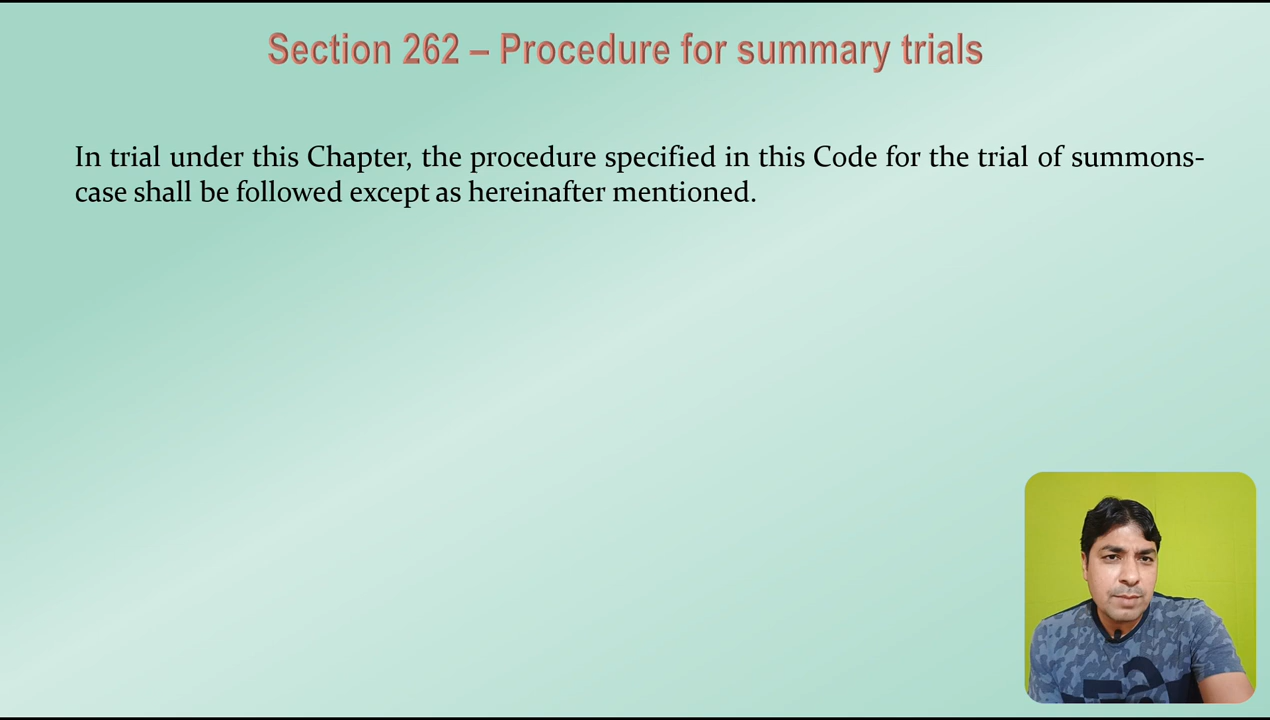 Section 262 – Procedure for summary trials
In trial under this Chapter, the procedure specified in this Code for the trial of summons-
case shall be followed except as hereinafter mentioned.